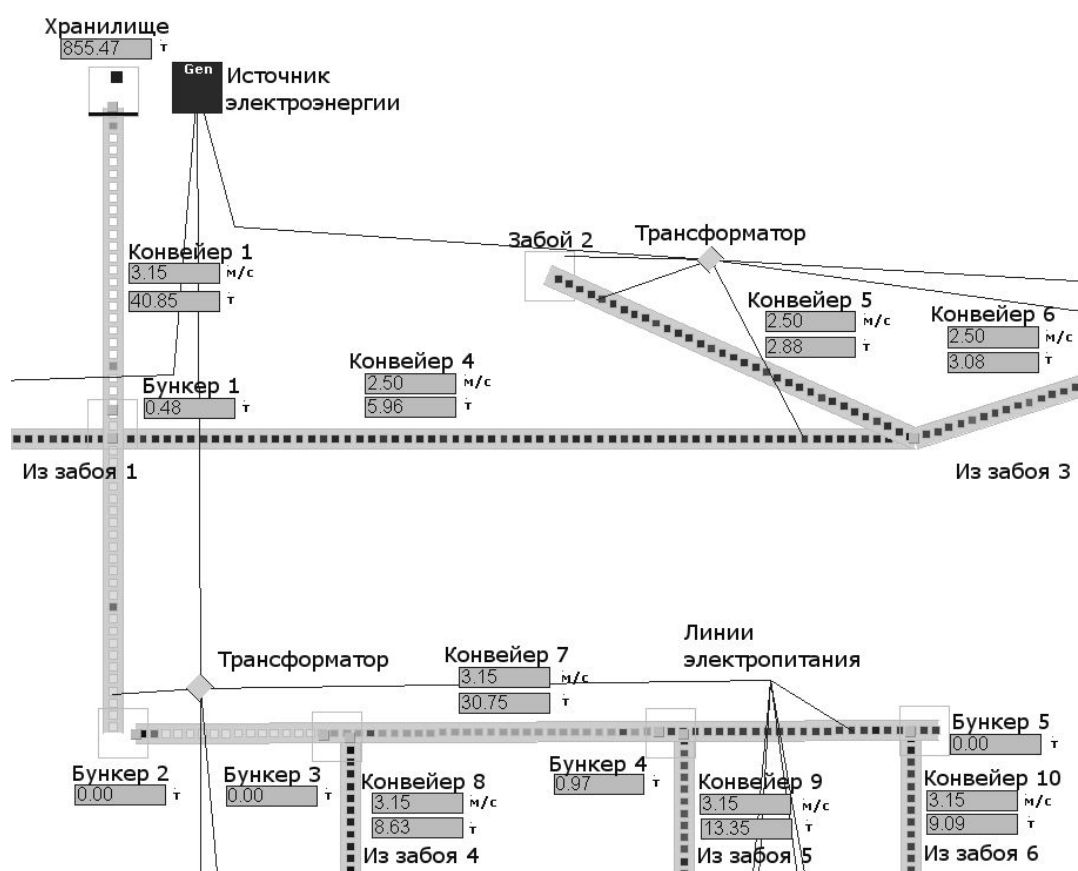 Хранилище
855.47 т
Gen
Источник
электроэнергии
Забой 2
Трансформатор
Конвейер 1
3.15 м/с
40.85 т
Конвейер 5
2.50 м/с
2.88 т
Конвейер 6
2.50 м/с
3.08 т
Конвейер 4
2.50 м/с
5.96 т
Бункер 1
0.48 т
Из забоя 1
Из забоя 3
Трансформатор
Конвейер 7
3.15 м/с
30.75 т
Линии
электропитания
Бункер 2
0.00 т
Бункер 3
0.00 т
Конвейер 8
3.15 м/с
8.63 т
Из забоя 4
Бункер 4
0.97 т
Конвейер 9
3.15 м/с
13.35 т
Из забоя 5
Бункер 5
0.00 т
Конвейер 10
3.15 м/с
9.09 т
Из забоя 6